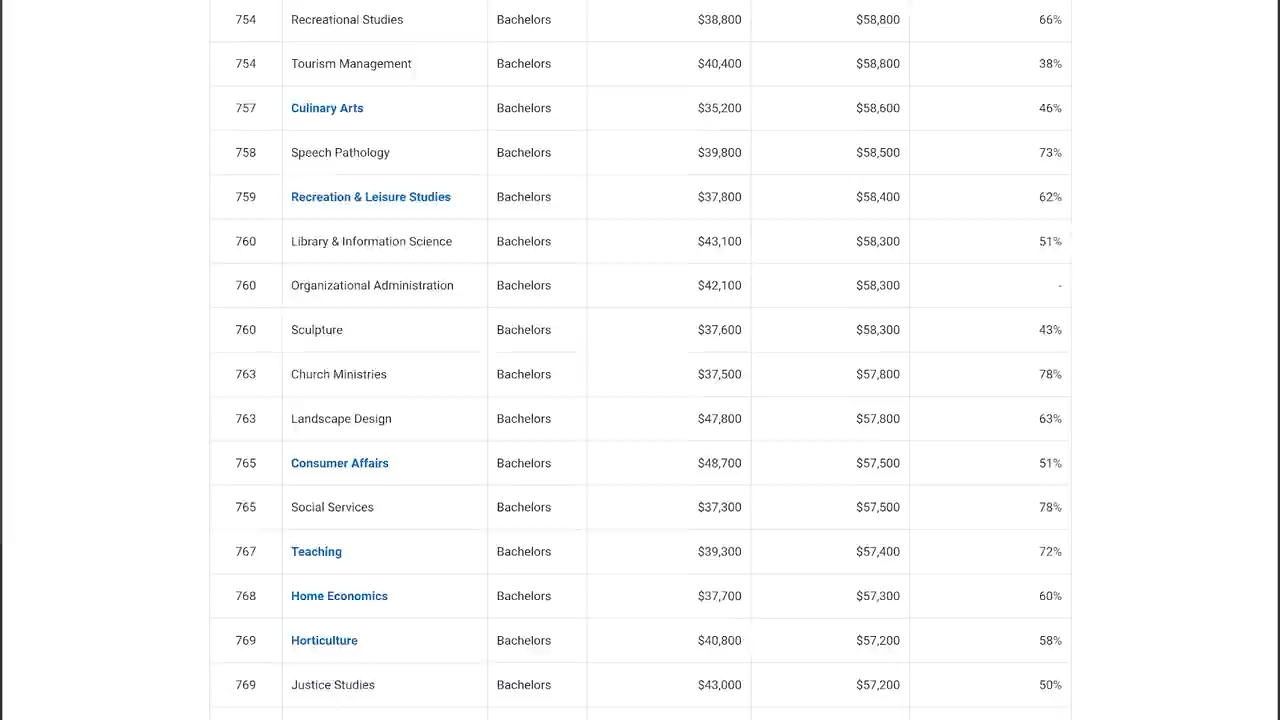 754 Recreational Studies Bachelors $38,800 $58,800 66%
754 Tourism Management Bachelors $40,400 $58,800 38%
757 Culinary Arts Bachelors $35,200 $58,600 46%
758 Speech Pathology Bachelors $39,800 $58,500 73%
759 Recreation & Leisure Studies Bachelors $37,800 $58,400 62%
760 Library & Information Science Bachelors $43,100 $58,300 51%
760 Organizational Administration Bachelors $42,100 $58,300 -
760 Sculpture Bachelors $37,600 $58,300 43%
763 Church Ministries Bachelors $37,500 $57,800 78%
763 Landscape Design Bachelors $47,800 $57,800 63%
765 Consumer Affairs Bachelors $48,700 $57,500 51%
765 Social Services Bachelors $37,300 $57,500 78%
767 Teaching Bachelors $39,300 $57,400 72%
768 Home Economics Bachelors $37,700 $57,300 60%
769 Horticulture Bachelors $40,800 $57,200 58%
769 Justice Studies Bachelors $43,000 $57,200 50%